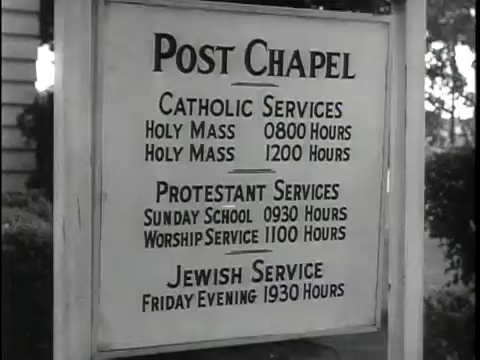 POST CHAPEL
CATHOLIC SERVICES
HOLY MASS 0800 HOURS
HOLY MASS 1200 HOURS
PROTESTANT SERVICES
SUNDAY SCHOOL 0930 HOURS
WORSHIP SERVICE 1100 HOURS
JEWISH SERVICE
FRIDAY EVENING 1930 HOURS